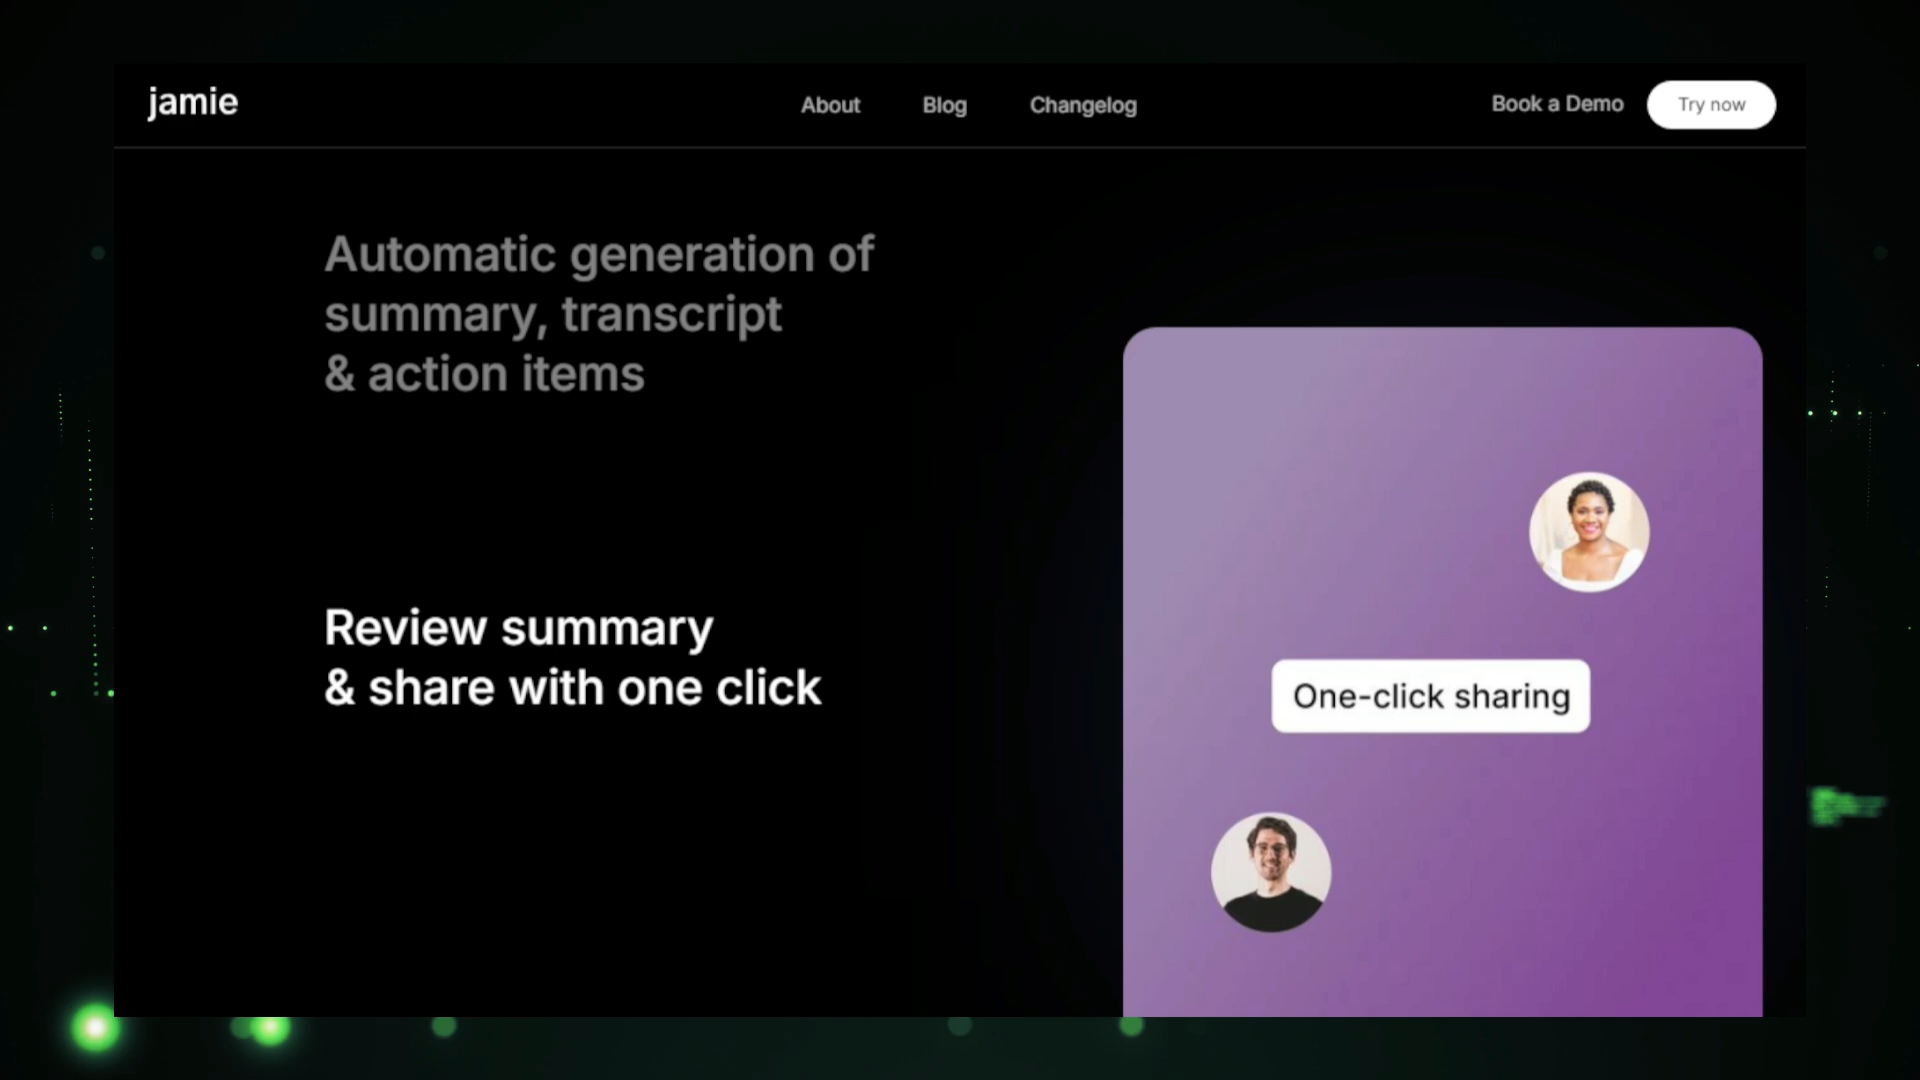 jamie
About
Blog
Changelog
Book a Demo
Try now
Automatic generation of
summary, transcript
& action items
Review summary
& share with one click
One-click sharing